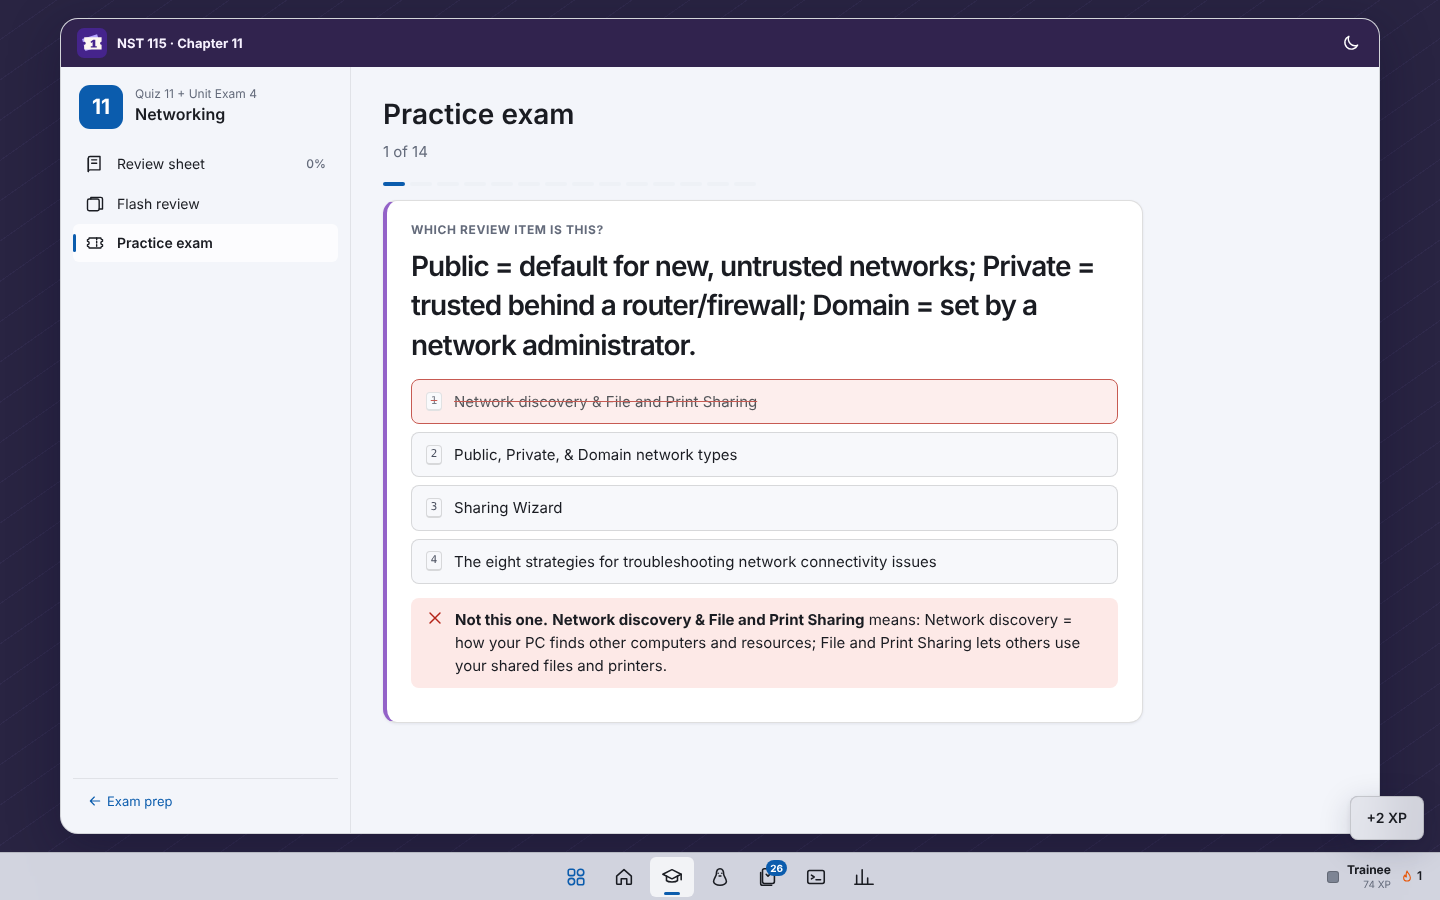 NST 115 · Chapter 11
11
Quiz 11 + Unit Exam 4
Networking
Review sheet 0%
Flash review
Practice exam
← Exam prep
Practice exam
1 of 14
WHICH REVIEW ITEM IS THIS?
Public = default for new, untrusted networks; Private =
trusted behind a router/firewall; Domain = set by a
network administrator.
1 Network discovery & File and Print Sharing
2 Public, Private, & Domain network types
3 Sharing Wizard
4 The eight strategies for troubleshooting network connectivity issues
Not this one. Network discovery & File and Print Sharing means: Network discovery =
how your PC finds other computers and resources; File and Print Sharing lets others use
your shared files and printers.
+2 XP
26
Trainee
74 XP
1